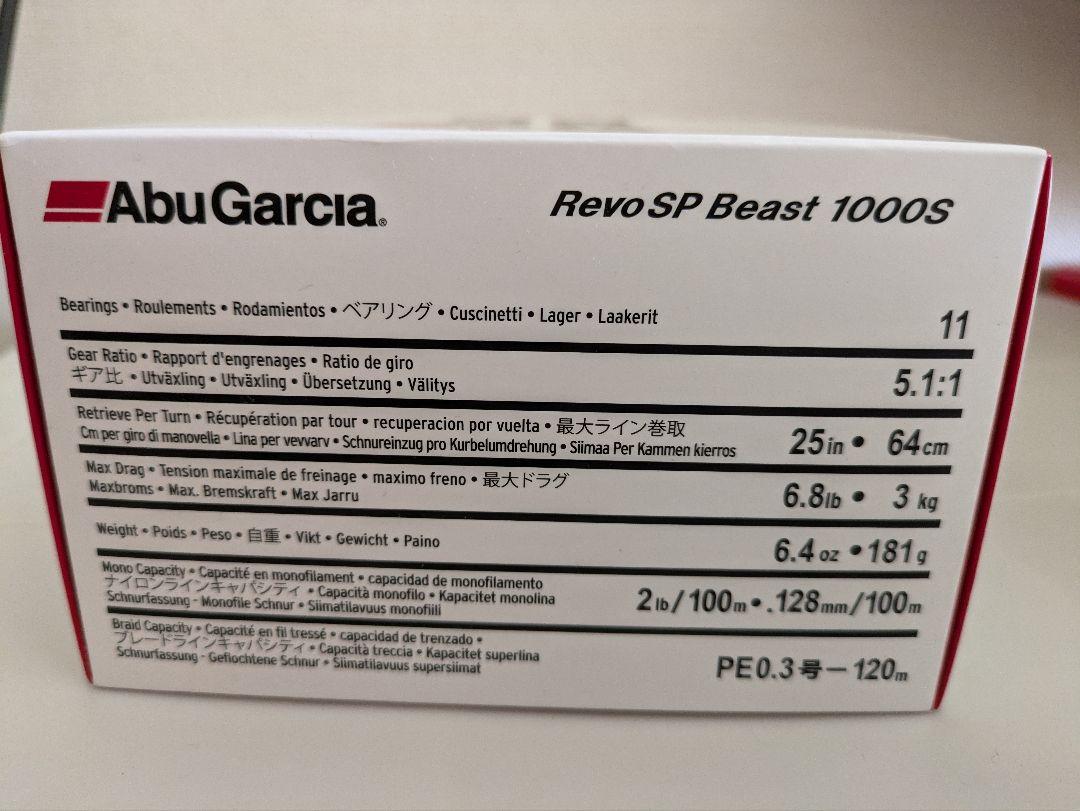 AbuGarcia®
Revo SP Beast 1000S
Bearings • Roulements • Rodamientos • ベアリング • Cuscinetti • Lager • Laakerit
11
Gear Ratio • Rapport d'engrenages • Ratio de giro
ギア比 • Utväxling • Utväxling • Übersetzung • Välitys
5.1:1
Retrieve Per Turn • Récupération par tour • recuperacion por vuelta • 最大ライン巻取
Cm per giro di manovella • Lina per vevvarv • Schnureinzug pro Kurbelumdrehung • Siimaa Per Kammen kierros
25in • 64cm
Max Drag • Tension maximale de freinage • maximo freno • 最大ドラグ
Maxbroms • Max. Bremskraft • Max Jarru
6.8lb • 3 kg
Weight • Poids • Peso • 自重 • Vikt • Gewicht • Paino
6.4 oz • 181g
Mono Capacity • Capacité en monofilament • capacidad de monofilamento
ナイロンラインキャパシティ • Capacità monofilo • Kapacitet monolina
Schnurfassung - Monofile Schnur • Siimatilavuus monofiili
2lb/100m • .128mm/100m
Braid Capacity • Capacité en fil tressé • capacidad de trenzado •
ブレードラインキャパシティ • Capacità treccia • Kapacitet superlina
Schnurfassung - Geflochtene Schnur • Siimatilavuus supersiimat
PE0.3号－120m